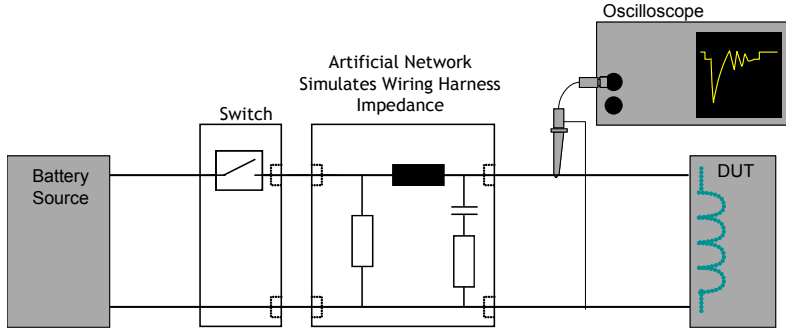 Oscilloscope
Artificial Network
Simulates Wiring Harness
Impedance
Switch
Battery
Source
DUT